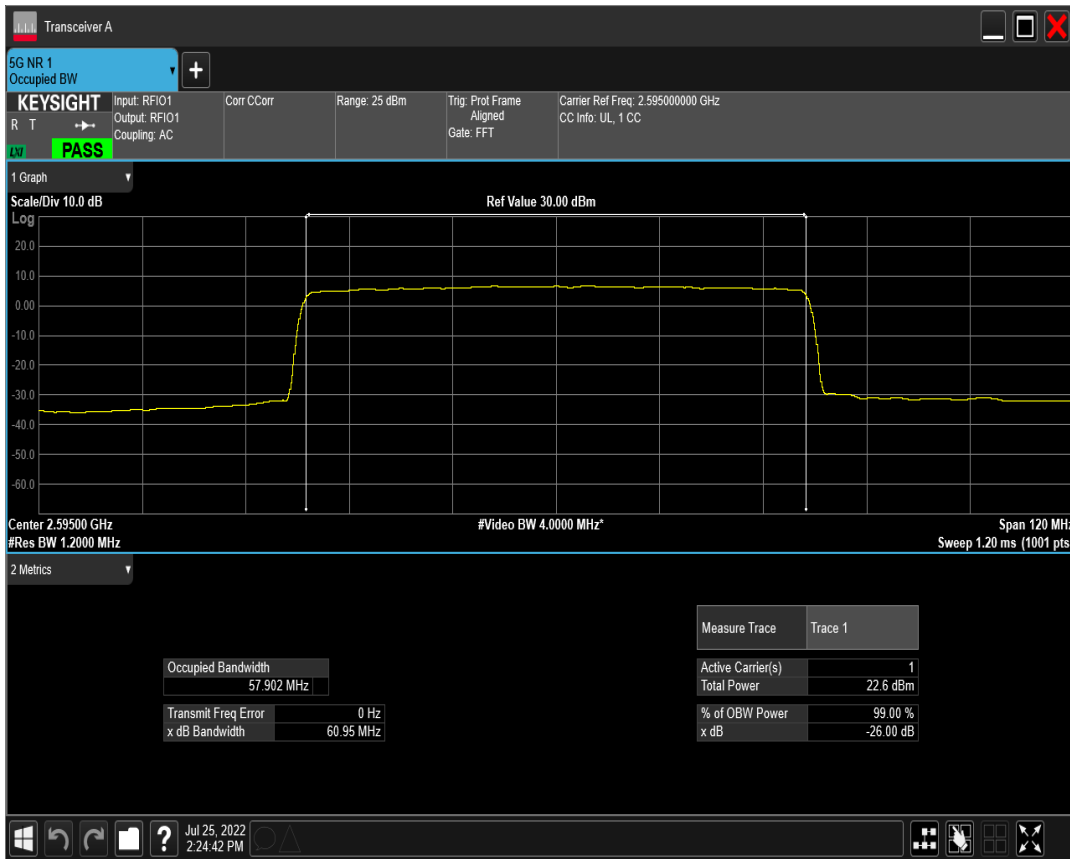 Transceiver A
5G NR 1
Occupied BW
+
KEYSIGHT
R T
LXI
PASS
Input: RFIO1
Output: RFIO1
Coupling: AC
Corr CCorr
Range: 25 dBm
Trig: Prot Frame
Aligned
Gate: FFT
Carrier Ref Freq: 2.595000000 GHz
CC Info: UL, 1 CC
1 Graph
Scale/Div 10.0 dB
Ref Value 30.00 dBm
Log
20.0
10.0
0.00
-10.0
-20.0
-30.0
-40.0
-50.0
-60.0
Center 2.59500 GHz
#Video BW 4.0000 MHz*
Span 120 MHz
#Res BW 1.2000 MHz
Sweep 1.20 ms (1001 pts
2 Metrics
Measure Trace Trace 1
Occupied Bandwidth
57.902 MHz
Active Carrier(s) 1
Total Power 22.6 dBm
Transmit Freq Error 0 Hz
x dB Bandwidth 60.95 MHz
% of OBW Power 99.00 %
x dB -26.00 dB
?
Jul 25, 2022
2:24:42 PM